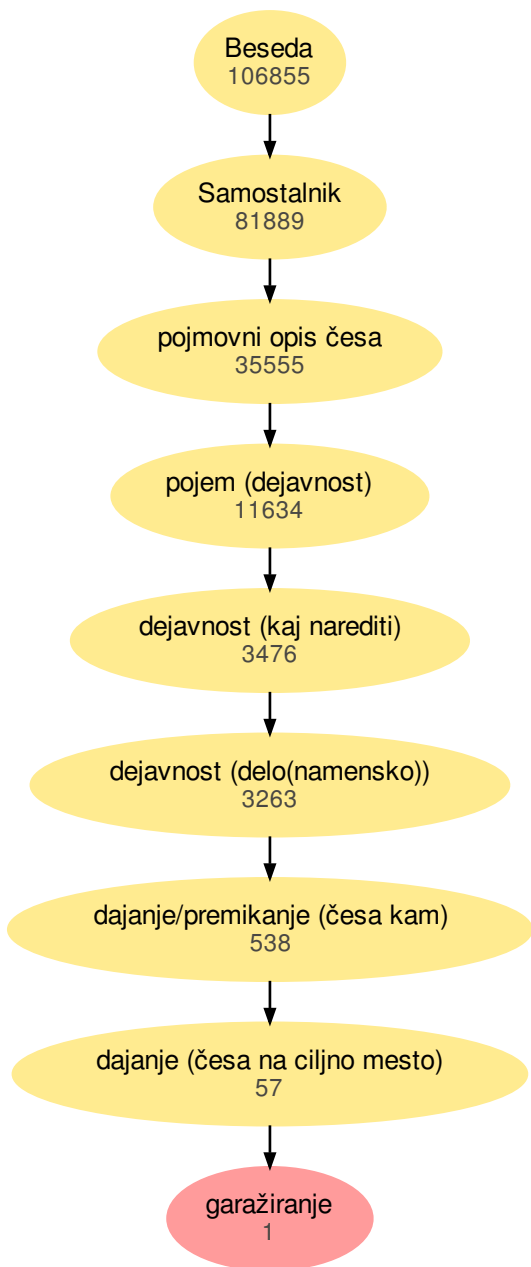 Beseda
106855
Samostalnik
81889
pojmovni opis česa
35555
pojem (dejavnost)
11634
dejavnost (kaj narediti)
3476
dejavnost (delo(namensko))
3263
dajanje/premikanje (česa kam)
538
dajanje (česa na ciljno mesto)
57
garažiranje
1